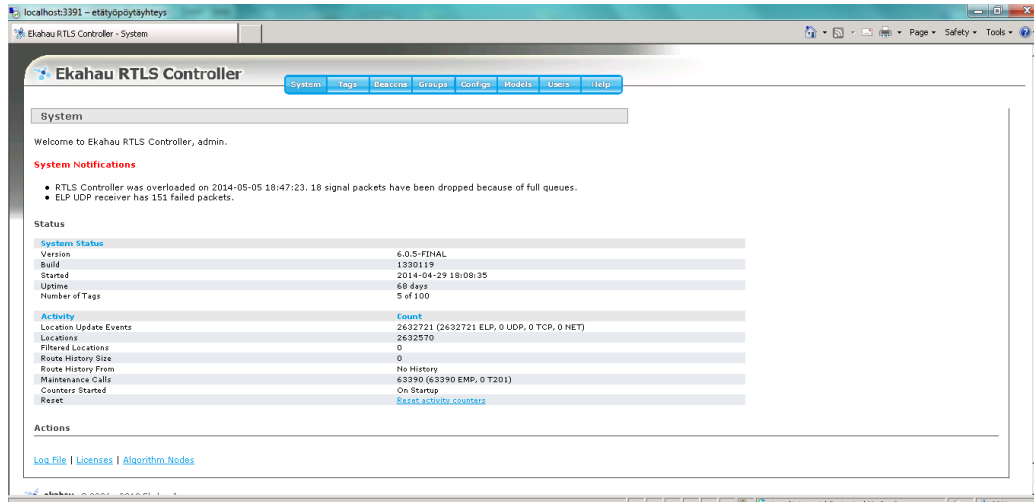 localhost:3391 – etätyöpöytäyhteys
Ekahau RTLS Controller - System
Page Safety Tools
Ekahau RTLS Controller
System Tags Beacons Groups Configs Models Users Help
System
Welcome to Ekahau RTLS Controller, admin.
System Notifications
RTLS Controller was overloaded on 2014-05-05 18:47:23. 18 signal packets have been dropped because of full queues.
ELP UDP receiver has 151 failed packets.
Status
System Status
Version 6.0.5-FINAL
Build 1330119
Started 2014-04-29 18:08:35
Uptime 68 days
Number of Tags 5 of 100
Activity Count
Location Update Events 2632721 (2632721 ELP, 0 UDP, 0 TCP, 0 NET)
Locations 2632570
Filtered Locations 0
Route History Size 0
Route History From No History
Maintenance Calls 63390 (63390 EMP, 0 T201)
Counters Started On Startup
Reset Reset activity counters
Actions
Log File | Licenses | Algorithm Nodes